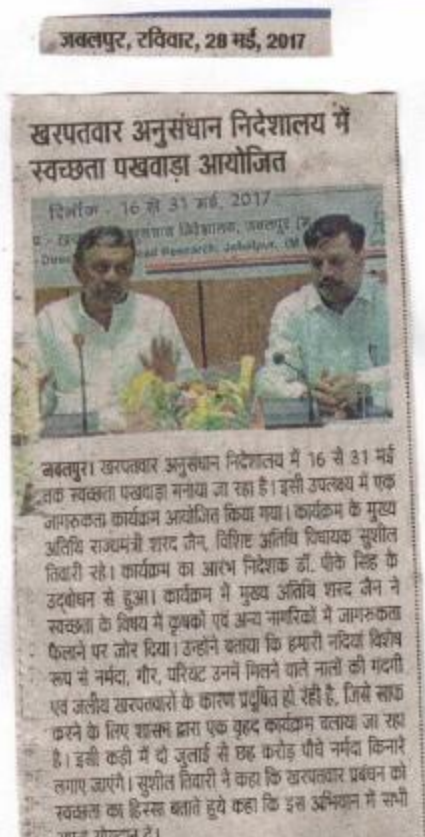 जबलपुर, रविवार, 28 मई, 2017
खरपतवार अनुसंधान निदेशालय में
स्वच्छता पखवाड़ा आयोजित
दिनांक - 16 से 31 मई, 2017
निदेशालय, जबलपुर
Research, Jabalpur,
जबलपुर। खरपतवार अनुसंधान निदेशालय में 16 से 31 मई
तक स्वच्छता पखवाड़ा मनाया जा रहा है। इसी उपलक्ष्य में एक
जागरुकता कार्यक्रम आयोजित किया गया। कार्यक्रम के मुख्य
अतिथि राज्यमंत्री शरद जैन, विशिष्ट अतिथि विधायक सुशील
तिवारी रहे। कार्यक्रम का आरंभ निदेशक डॉ. पीके सिंह के
उद्बोधन से हुआ। कार्यक्रम में मुख्य अतिथि शरद जैन ने
स्वच्छता के विषय में कृषकों एवं अन्य नागरिकों में जागरुकता
फैलाने पर जोर दिया। उन्होंने बताया कि हमारी नदियां विशेष
रूप से नर्मदा, गौर, परियट उनमें मिलने वाले नालों की गंदगी
एवं जलीय खरपतवारों के कारण प्रदूषित हो रही है, जिसे साफ
करने के लिए शासन द्वारा एक वृहद कार्यक्रम चलाया जा रहा
है। इसी कड़ी में दो जुलाई से छह करोड़ पौधे नर्मदा किनारे
लगाए जाएंगे। सुशील तिवारी ने कहा कि खरपतवार प्रबंधन को
स्वच्छता का हिस्सा बताते हुये कहा कि इस अभियान में सभी
योगदान दें।